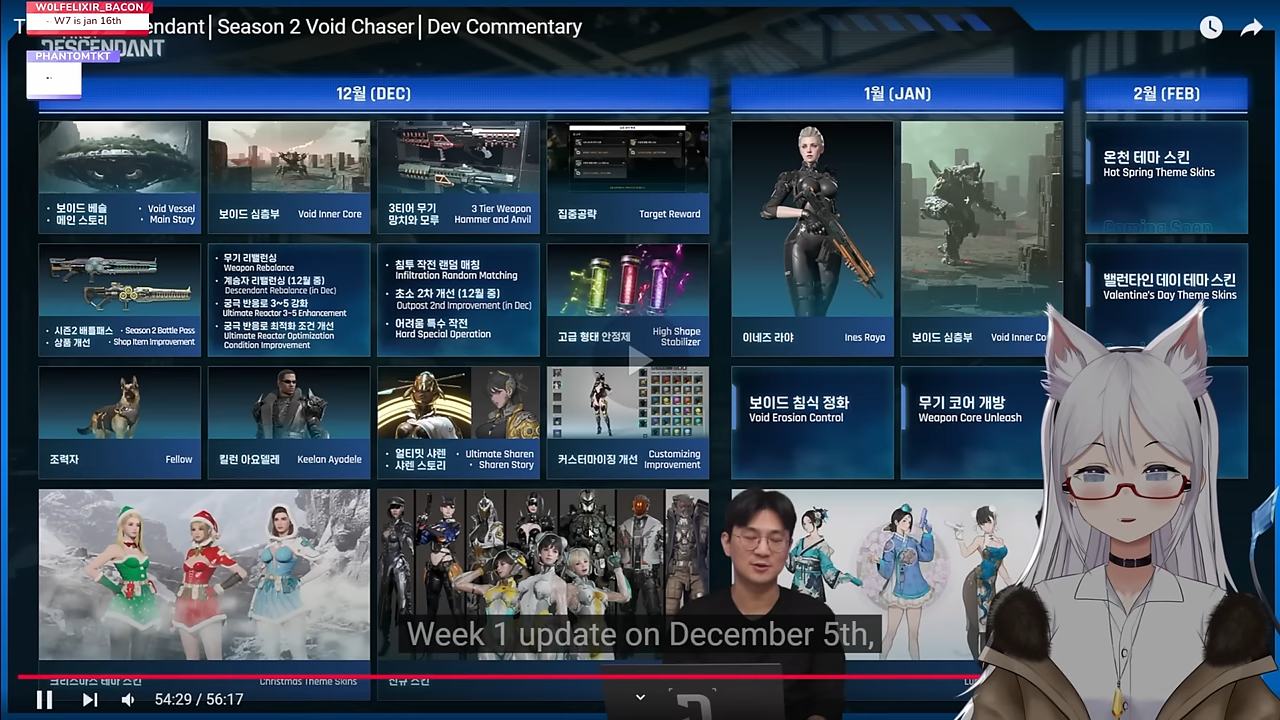 W0LFELIXIR_BACON
W7 is jan 16th
PHANTOMTKT
endant | Season 2 Void Chaser | Dev Commentary
DESCENDANT
12월 (DEC)
1월 (JAN)
2월 (FEB)
• 보이드 베슬
• 메인 스토리
• Void Vessel
• Main Story
보이드 심층부
Void Inner Core
3티어 무기
망치와 모루
3 Tier Weapon
Hammer and Anvil
집중공략
Target Reward
온천 테마 스킨
Hot Spring Theme Skins
Coming Soon
• 시즌2 배틀패스
• 상품 개선
• Season 2 Battle Pass
• Shop Item Improvement
• 무기 리밸런싱
Weapon Rebalance
• 계승자 리밸런싱 (12월 중)
Descendant Rebalance (in Dec)
• 궁극 반응로 3~5 강화
Ultimate Reactor 3~5 Enhancement
• 궁극 반응로 최적화 조건 개선
Ultimate Reactor Optimization
Condition Improvement
• 침투 작전 랜덤 매칭
Infiltration Random Matching
• 초소 2차 개선 (12월 중)
Outpost 2nd Improvement (in Dec)
• 어려움 특수 작전
Hard Special Operation
고급 형태 안정제
High Shape
Stabilizer
이네즈 라야
Ines Raya
보이드 심층부
Void Inner Co
밸런타인 데이 테마 스킨
Valentine's Day Theme Skins
조력자
Fellow
킬런 아요델레
Keelan Ayodele
• 얼티밋 샤렌
• 샤렌 스토리
• Ultimate Sharen
• Sharen Story
커스터마이징 개선
Customizing
Improvement
보이드 침식 정화
Void Erosion Control
무기 코어 개방
Weapon Core Unleash
크리스마스 테마 스킨
Christmas Theme Skins
신규 스킨
Week 1 update on December 5th,
54:29 / 56:17